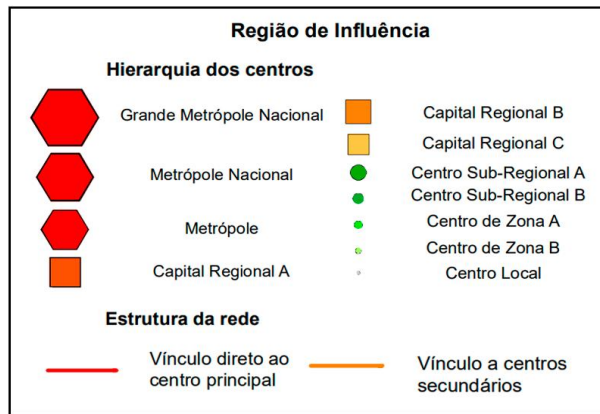 Região de Influência
Hierarquia dos centros
Grande Metrópole Nacional
Metrópole Nacional
Metrópole
Capital Regional A
Capital Regional B
Capital Regional C
Centro Sub-Regional A
Centro Sub-Regional B
Centro de Zona A
Centro de Zona B
Centro Local
Estrutura da rede
Vínculo direto ao
centro principal
Vínculo a centros
secundários